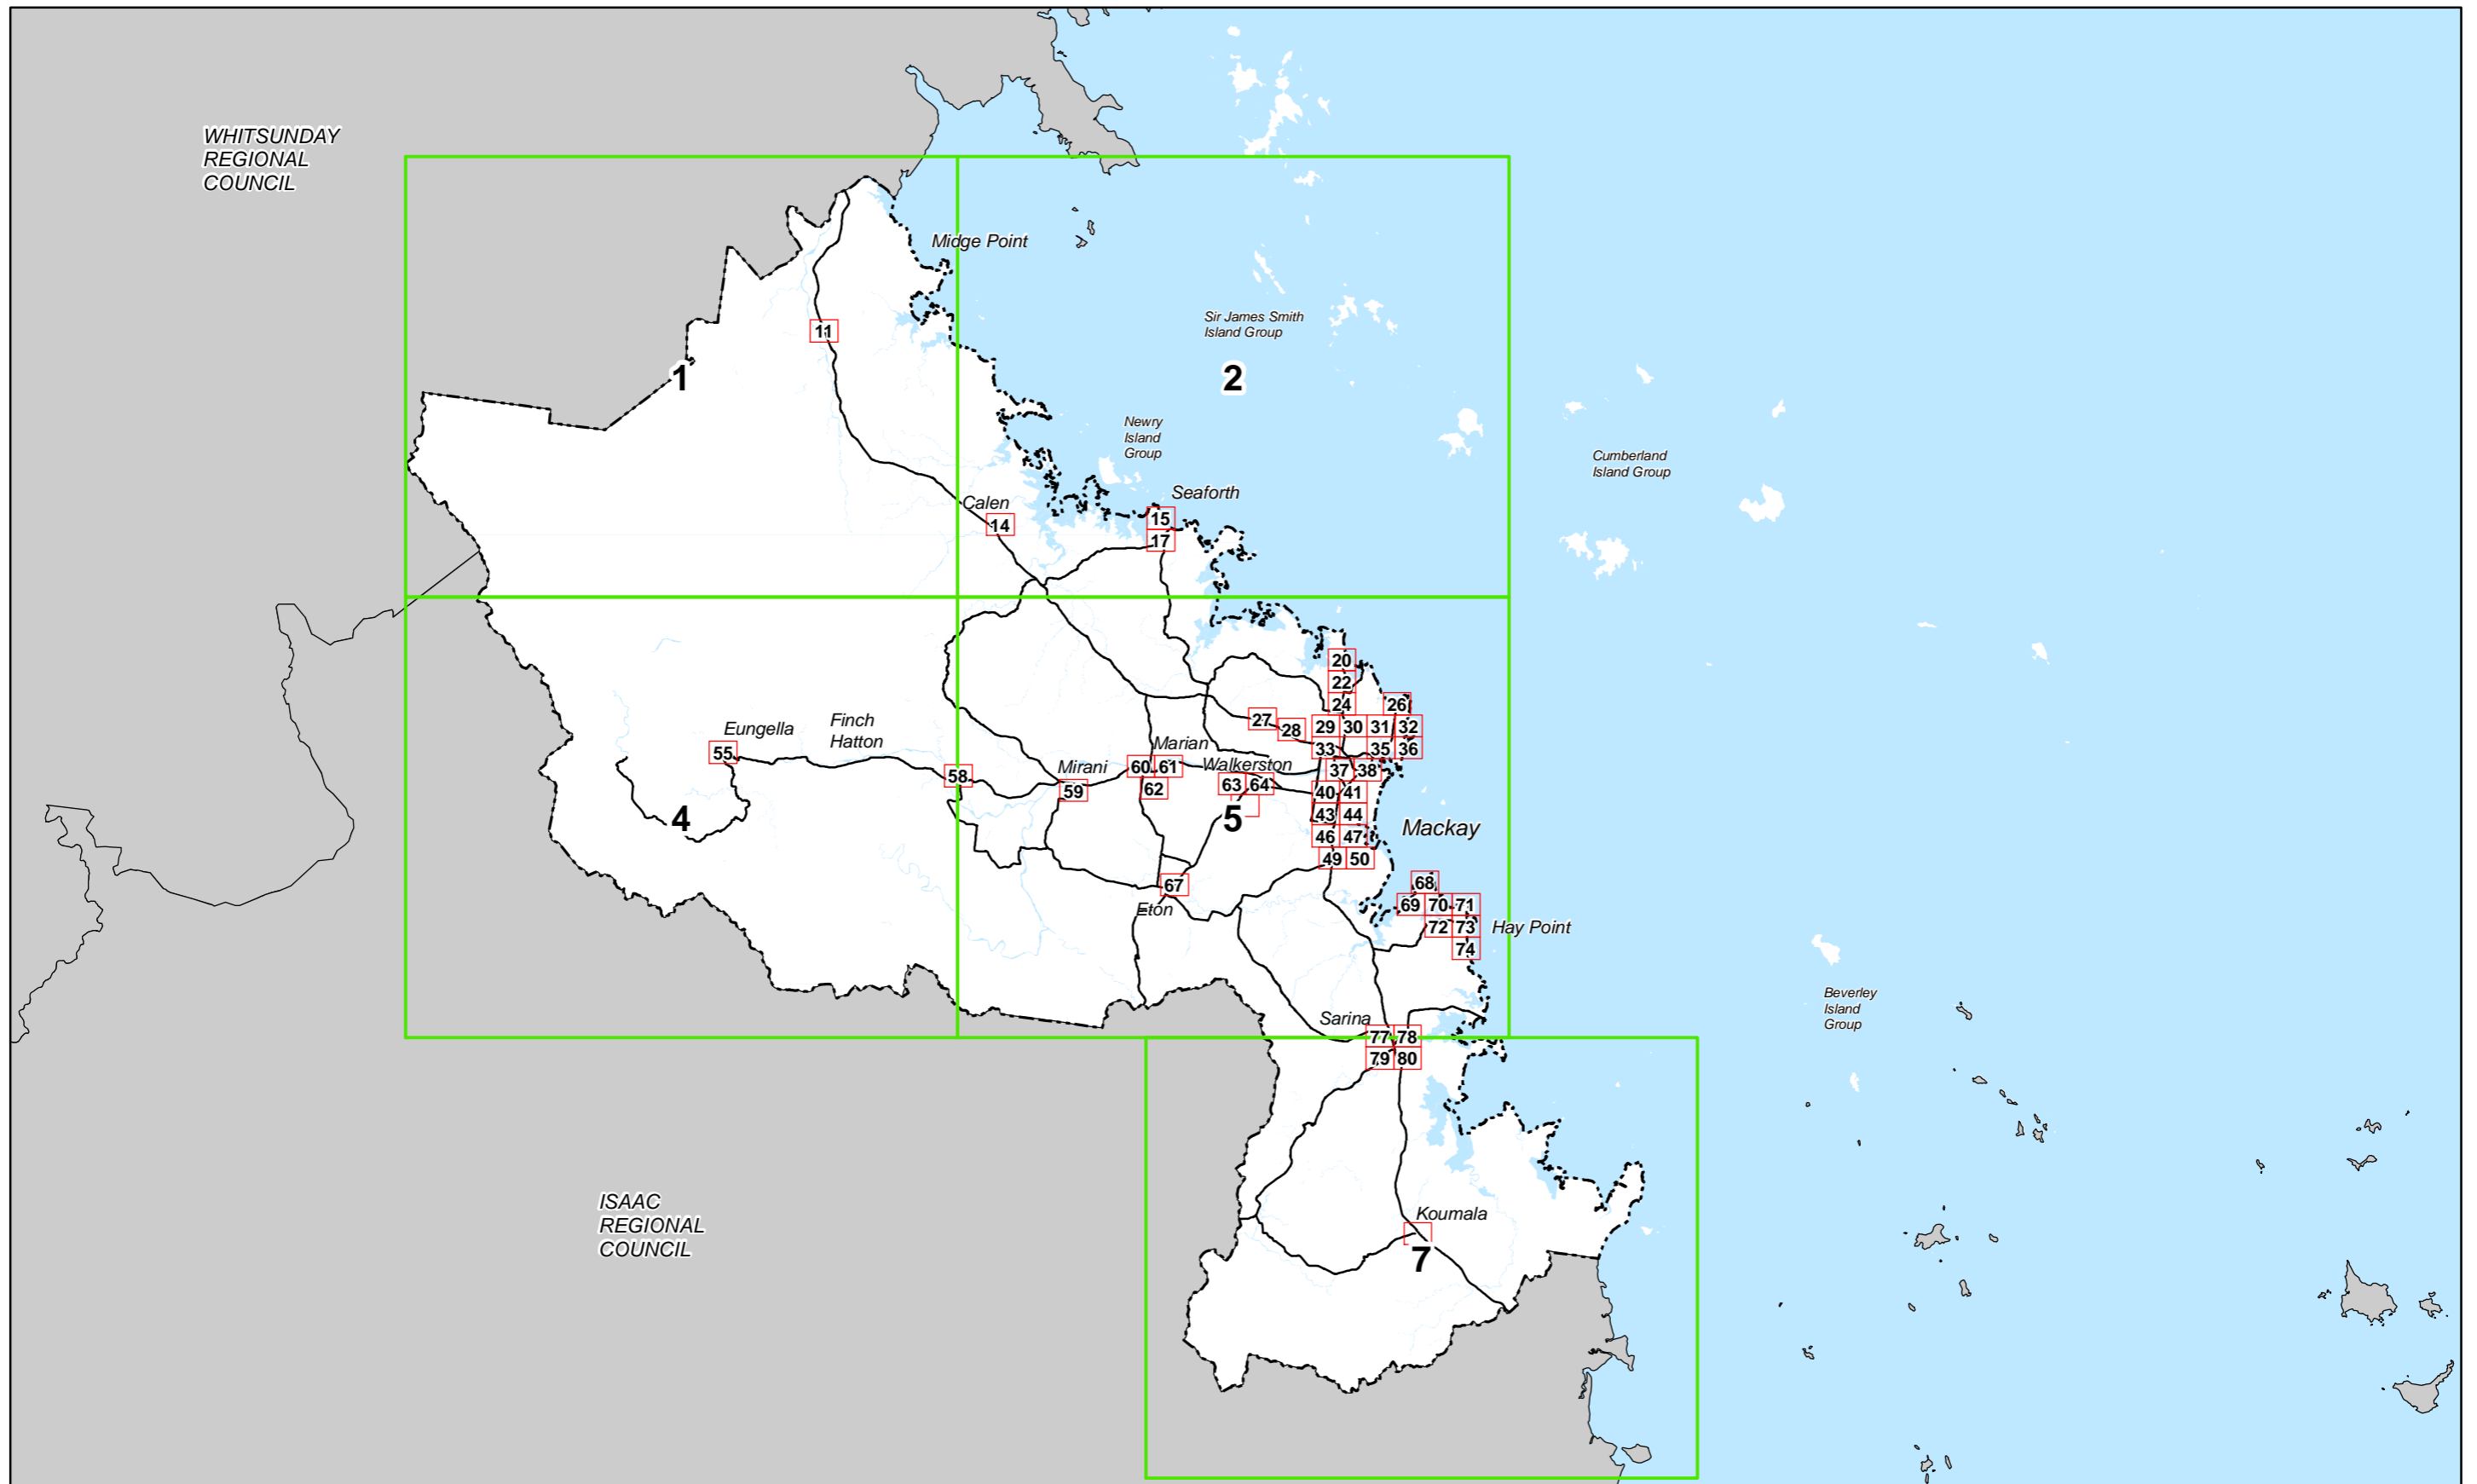 WHITSUNDAY
REGIONAL
COUNCIL
Midge Point
Sir James Smith
Island Group
11
1
2
Newry
Island
Group
Cumberland
Island Group
Seaforth
Calen
14
15
17
20
22
24
26
27
28
29 30 31 32
33 35 36
Eungella
Finch
Hatton
Marian
55
Mirani
60 61
Walkerston
37 38
58
59
62
63 64
40 41
4
5
43 44
Mackay
46 47
49 50
67
Eton
68
69 70 71
72 73
Hay Point
74
Beverley
Island
Group
Sarina
77 78
79 80
ISAAC
REGIONAL
COUNCIL
Koumala
7